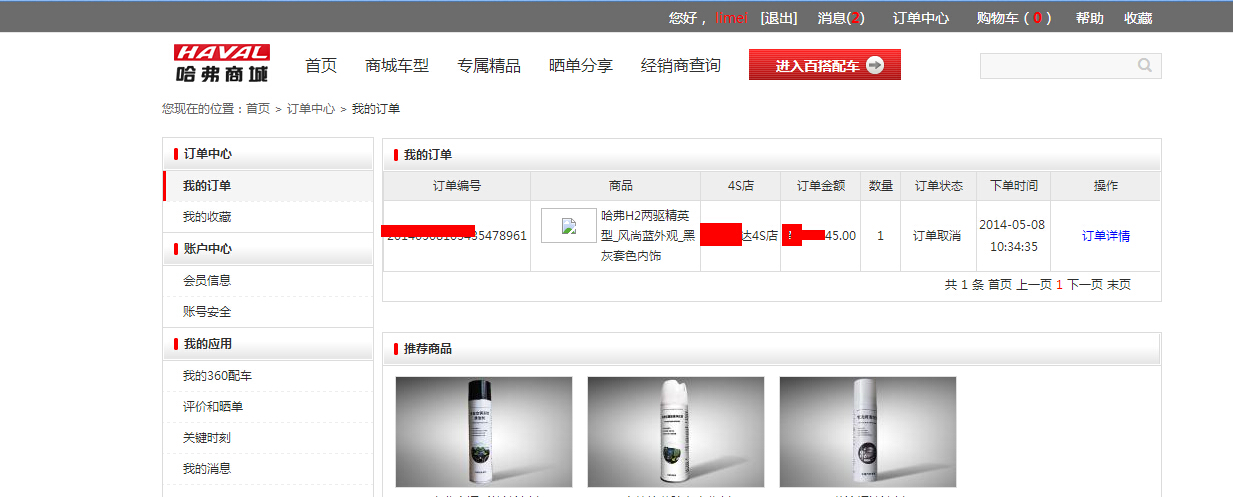 您好， limei [退出] 消息(2) 订单中心 购物车 ( 0 ) 帮助 收藏
HAVAL
哈弗商城
首页 商城车型 专属精品 晒单分享 经销商查询 进入百搭配车
您现在的位置：首页 > 订单中心 > 我的订单
订单中心
我的订单
我的收藏
账户中心
会员信息
账号安全
我的应用
我的360配车
评价和晒单
关键时刻
我的消息
我的订单
订单编号 商品 4S店 订单金额 数量 订单状态 下单时间 操作
5478961
哈弗H2两驱精英
型_风尚蓝外观_黑
灰套色内饰
达4S店
45.00
1
订单取消
2014-05-08
10:34:35
订单详情
共 1 条 首页 上一页 1 下一页 末页
推荐商品